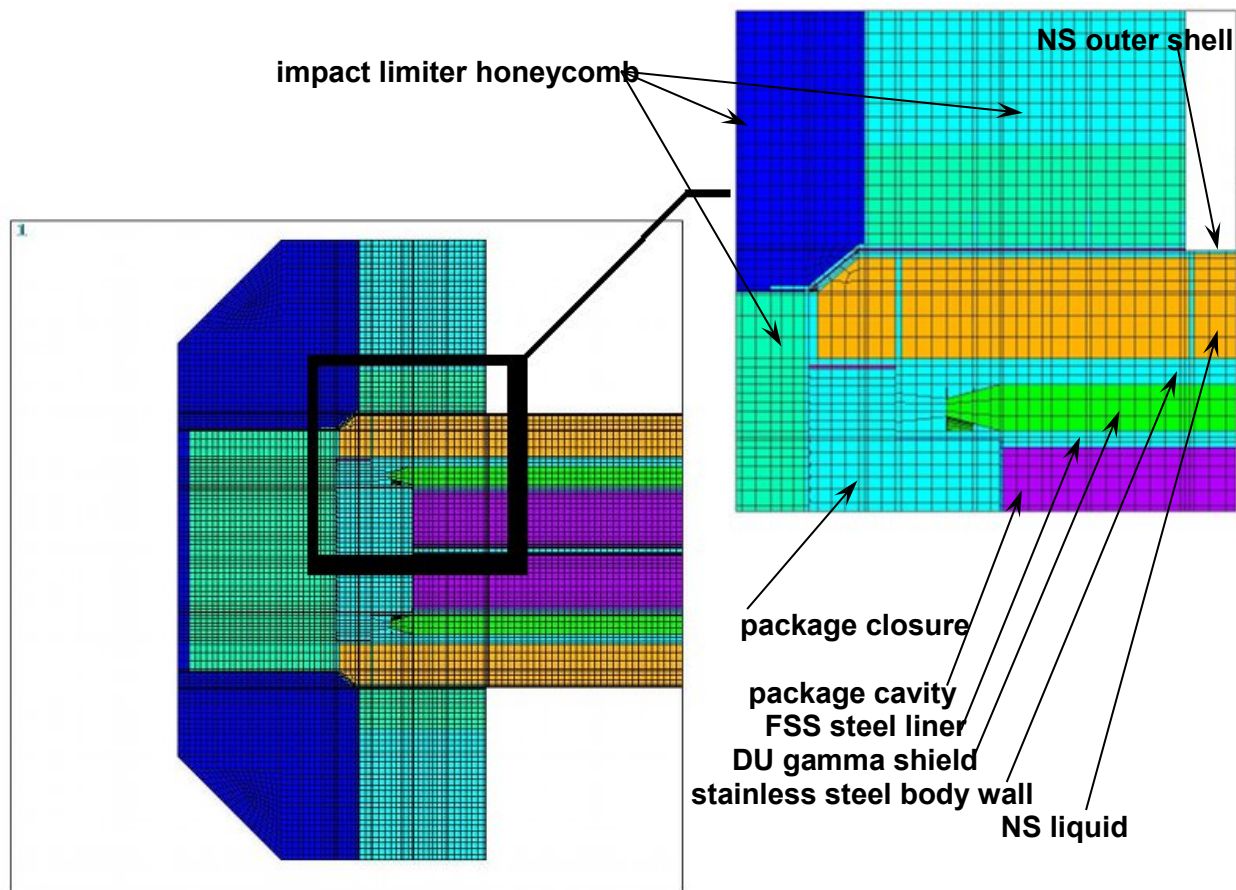 NS outer shell
impact limiter honeycomb
1
package closure
package cavity
FSS steel liner
DU gamma shield
stainless steel body wall
NS liquid